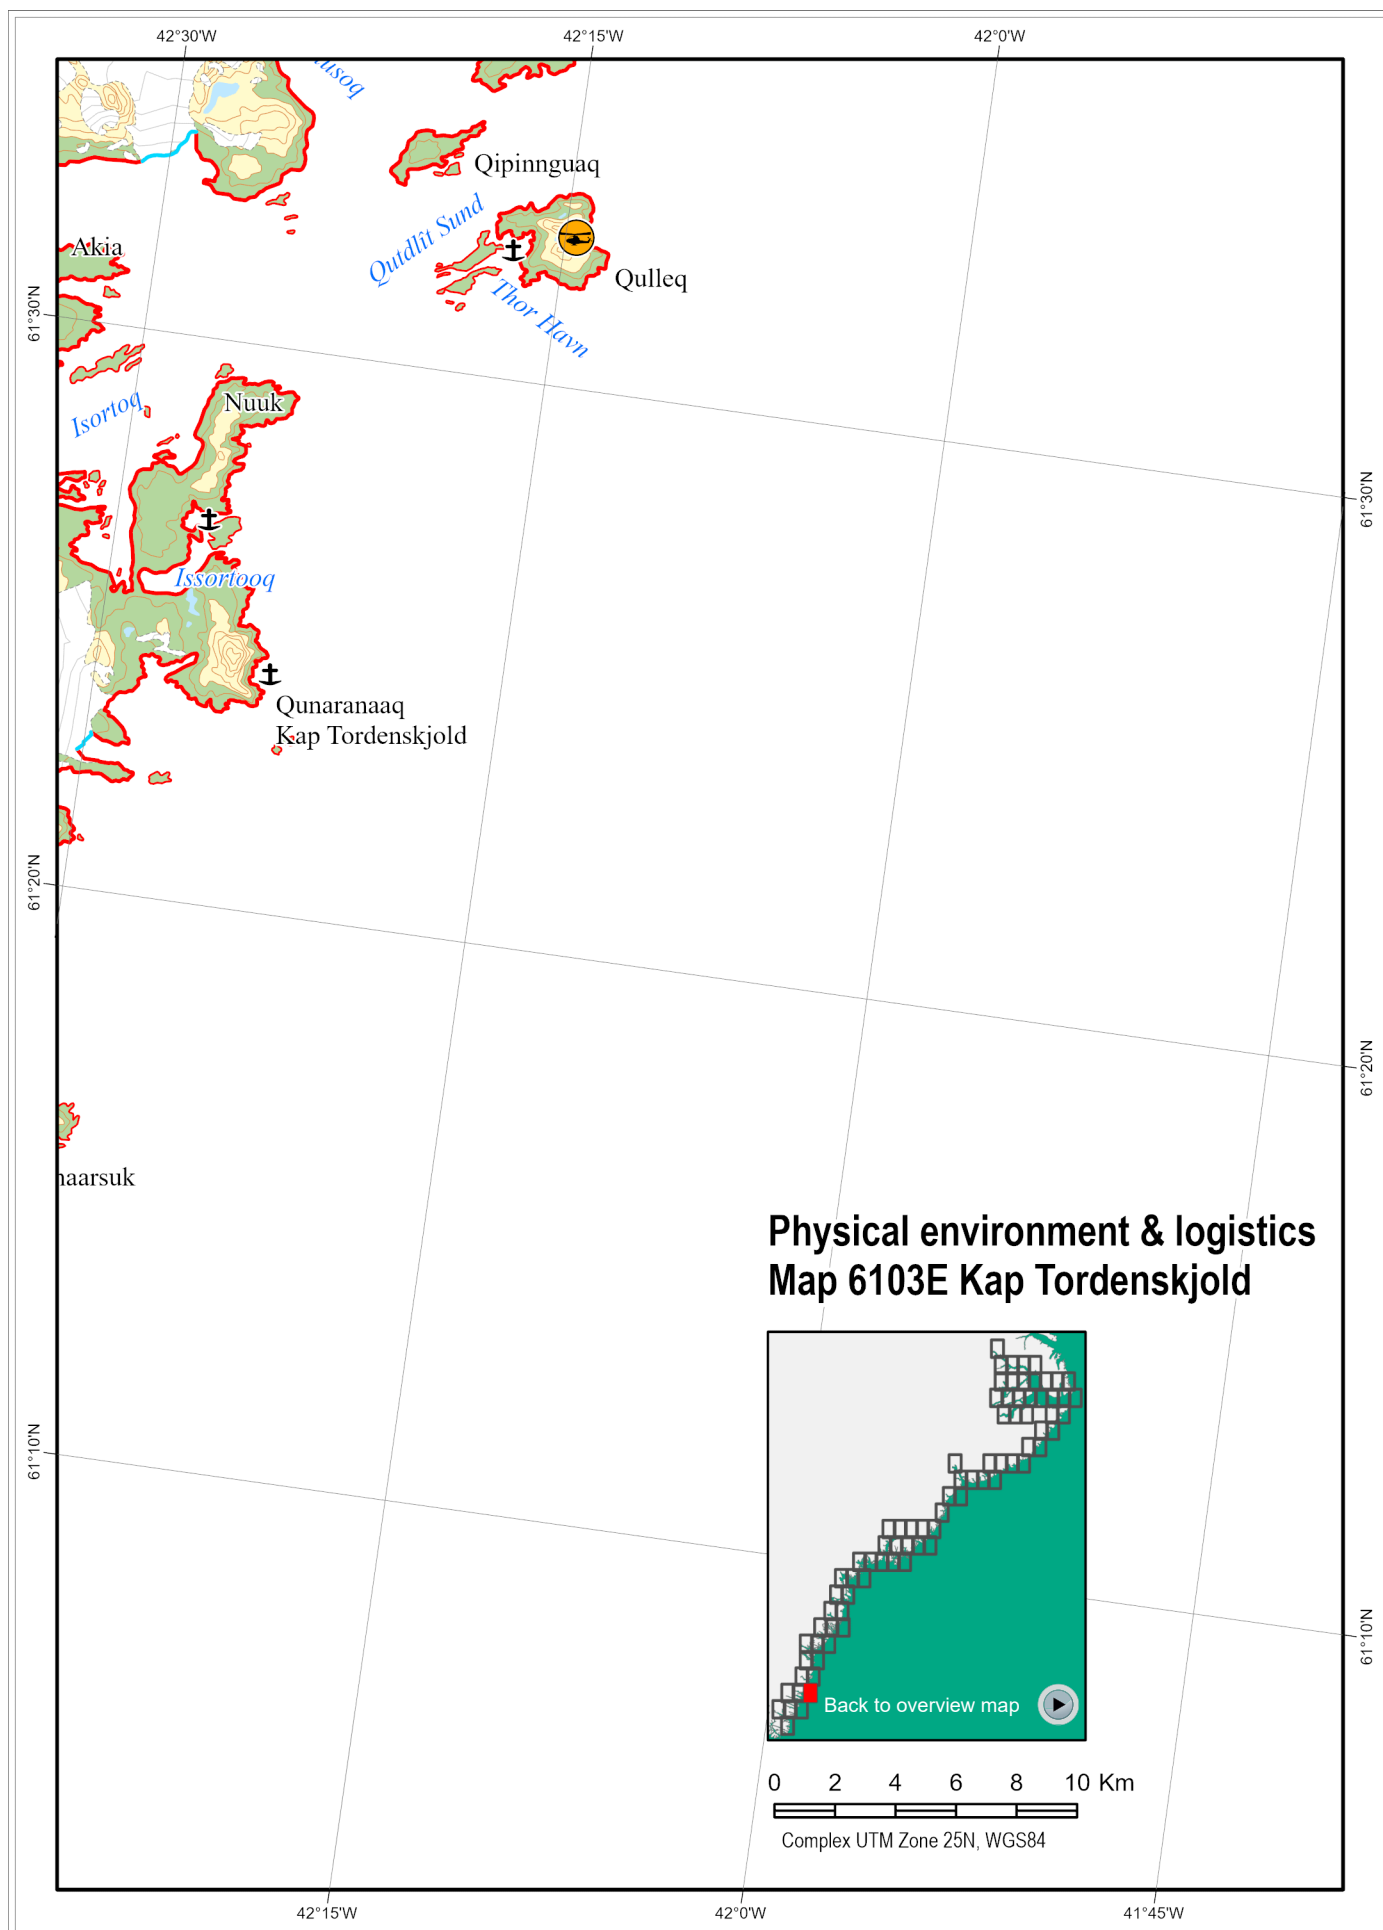 42°30'W
42°15'W
42°0'W
Qipinnguaq
Qutdlît Sund
Akia
Qulleq
Thor Havn
61°30'N
Nuuk
Isortoq
61°30'N
Issortooq
Qunaranaaq
Kap Tordenskjold
61°20'N
61°20'N
naarsuk
Physical environment & logistics
Map 6103E Kap Tordenskjold
61°10'N
61°10'N
Back to overview map
0 2 4 6 8 10 Km
Complex UTM Zone 25N, WGS84
42°15'W
42°0'W
41°45'W